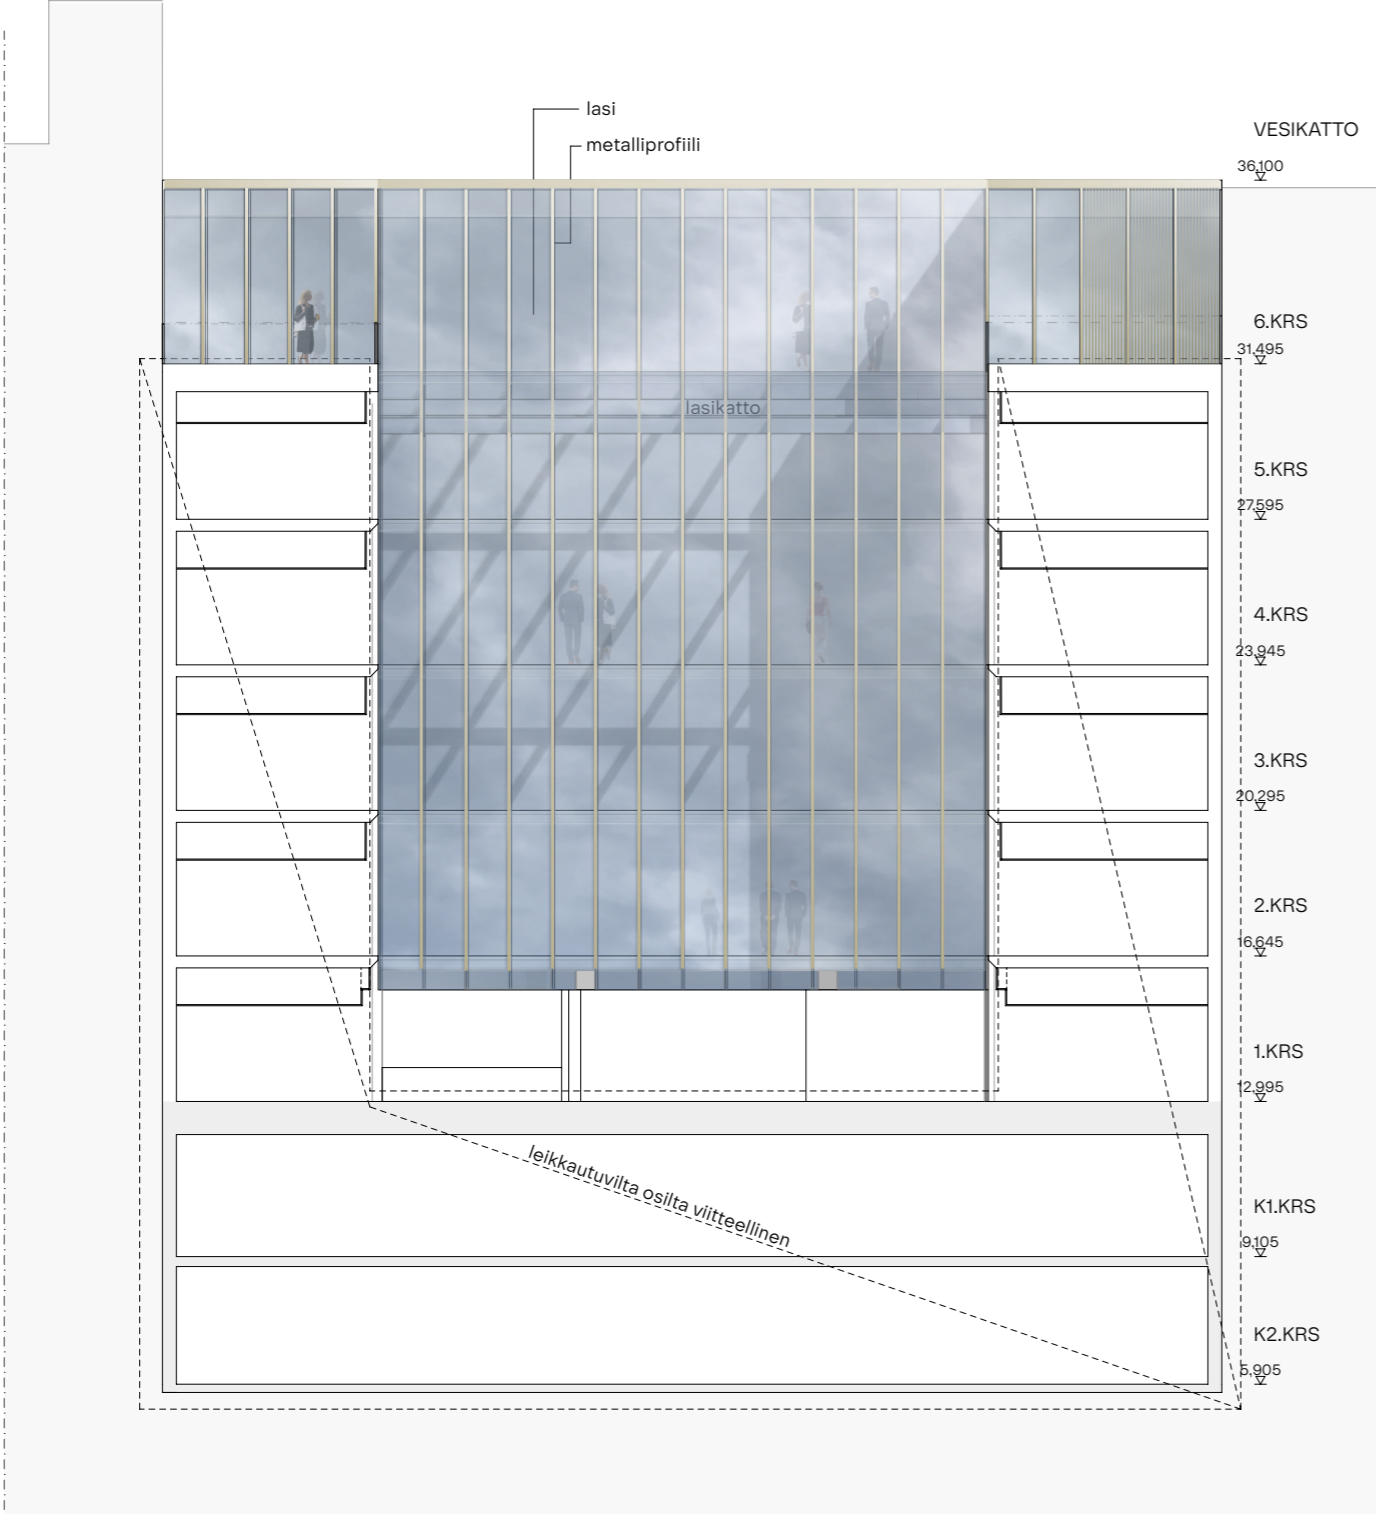 lasi
metalliprofiili
VESIKATTO
36,100
6.KRS
31,495
lasikatto
5.KRS
27,595
4.KRS
23,945
3.KRS
20,295
2.KRS
16,645
1.KRS
12,995
leikkautuvilta osilta viitteellinen
K1.KRS
9,105
K2.KRS
5,905